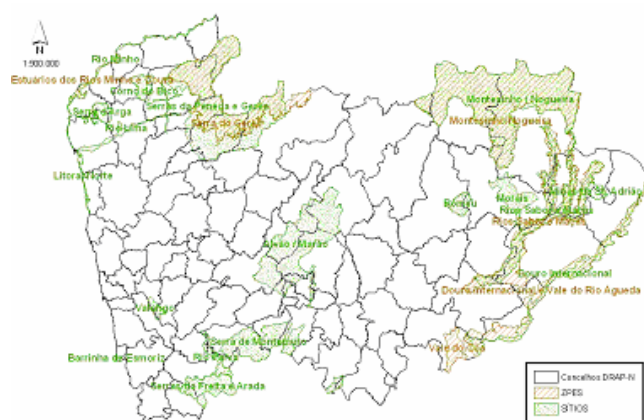 N
1:900.000
Rio Minho
Estuários dos Rios Minho e Coura
Corno do Bico
Serra Arga
Serras da Peneda e Gerês
Rio Lima
Serra do Gerês
Montesinho / Nogueira
Montesinho/Nogueira
Litoral Norte
Romeu
Morais
Rios Sabor e Maçãs
Rios Sabor e Maçãs
Alvão / Marão
Douro Internacional
Douro Internacional e Vale do Rio Agueda
Valongo
Vale do Côa
Serra de Montemuro
Barrinha de Esmoriz
Rio Paiva
Serras da Freita e Arada
Concelhos DRAP-N
ZPES
SÍTIOS